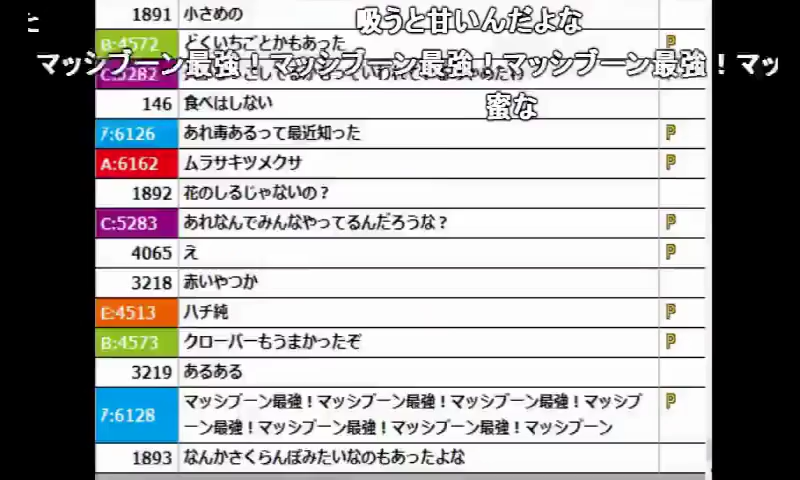 と
1891 小さめの
吸うと甘いんだよな
B:4572 どくいちごとかもあった P
マッシブーン最強！マッシブーン最強！マッシブーン最強！マッ
C:5282
146 食べはしない
蜜な
ｱ:6126 あれ毒あるって最近知った P
A:6162 ムラサキツメクサ P
1892 花のしるじゃないの？
C:5283 あれなんでみんなやってるんだろうな？ P
4065 え P
3218 赤いやつか
E:4513 ハチ純 P
B:4573 クローバーもうまかったぞ P
3219 あるある
ｱ:6128 マッシブーン最強！マッシブーン最強！マッシブーン最強！マッシブ P
ーン最強！マッシブーン最強！マッシブーン最強！マッシブーン
1893 なんかさくらんぼみたいなのもあったよな